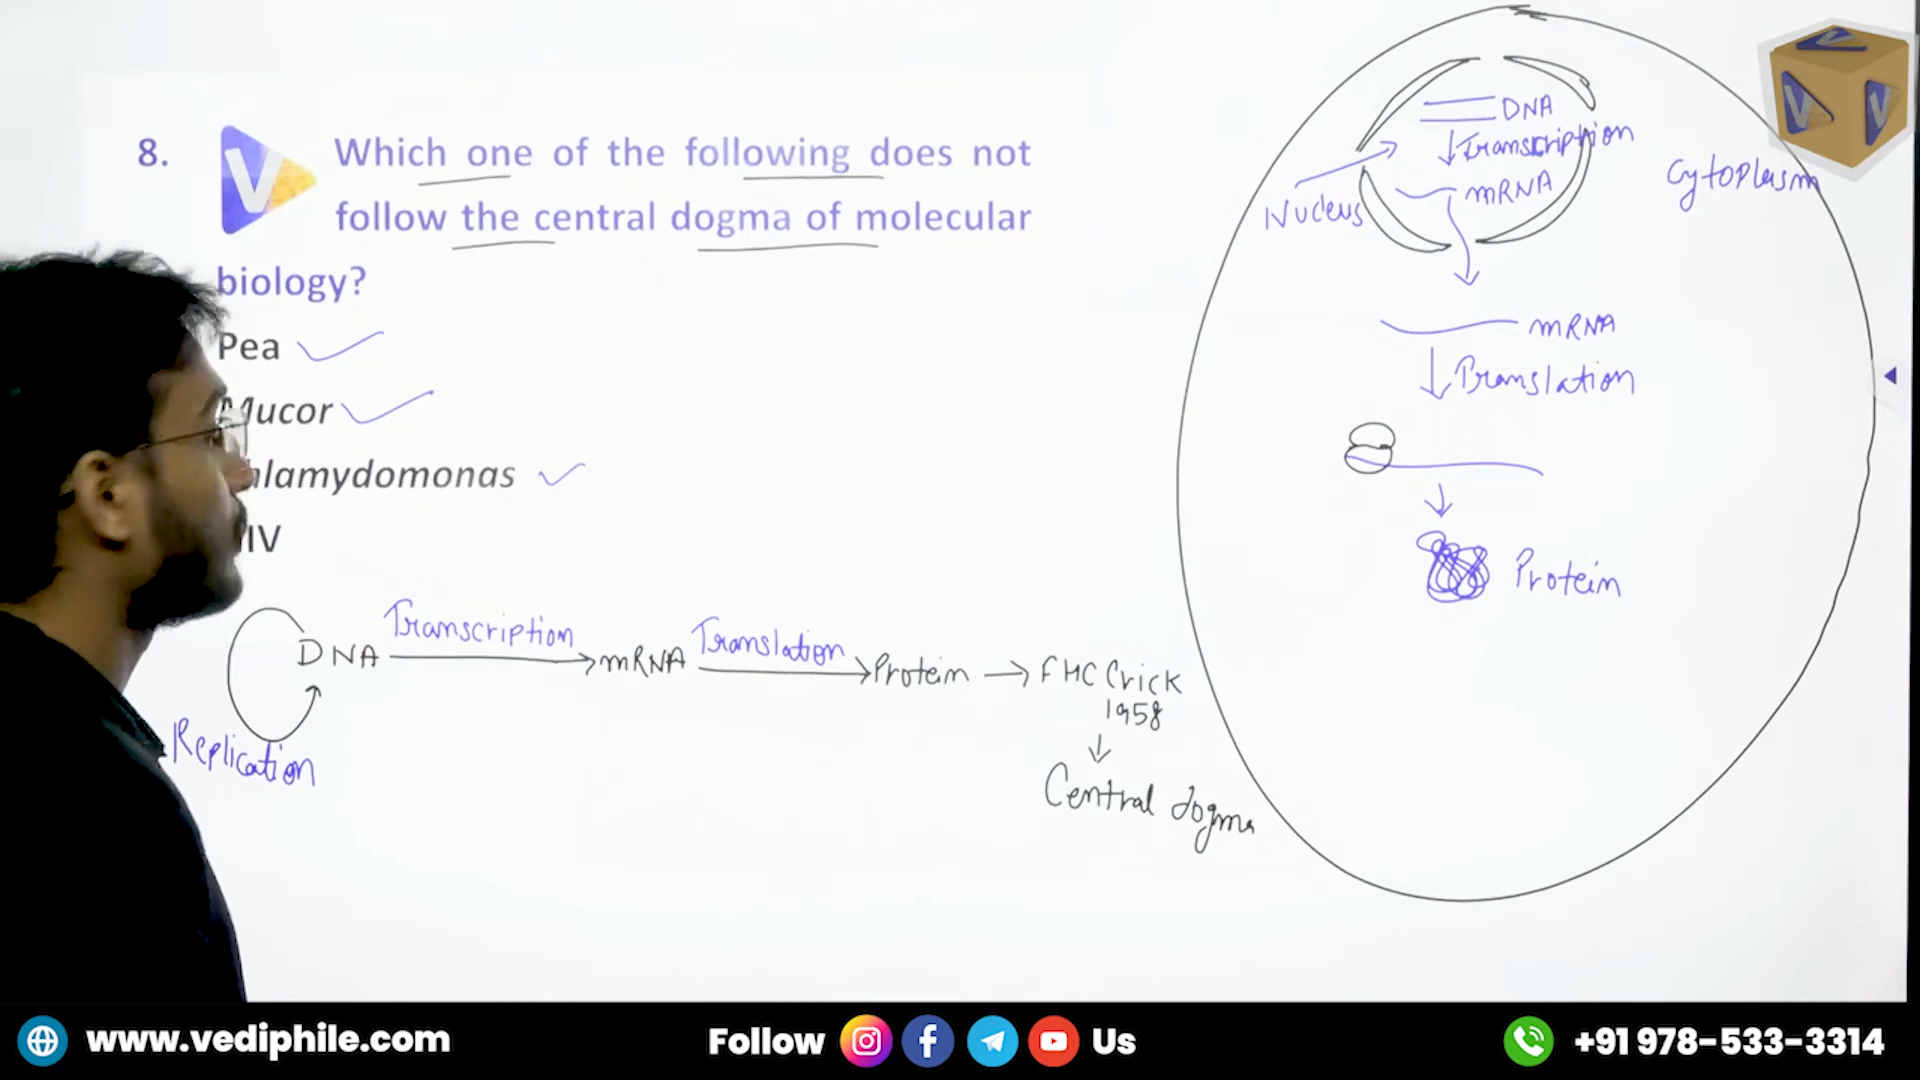 8. Which one of the following does not
follow the central dogma of molecular
biology?
Pea
Mucor
hlamydomonas
IV
DNA Transcription mRNA Translation Protein → FHC Crick
1958
Replication
Central dogma
DNA
Transcription
mRNA
Nucleus
Cytoplasm
mRNA
Translation
Protein
www.vediphile.com
Follow Us
+91 978-533-3314